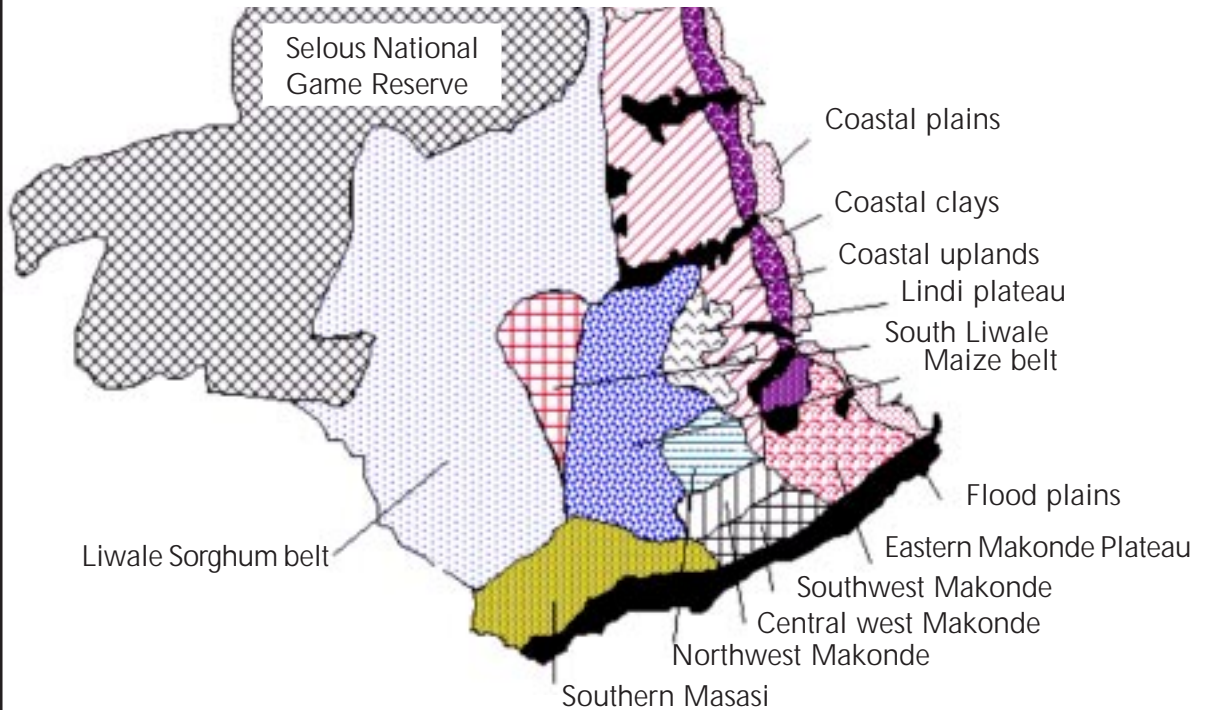 Selous National
Game Reserve
Coastal plains
Coastal clays
Coastal uplands
Lindi plateau
South Liwale
Maize belt
Flood plains
Liwale Sorghum belt
Eastern Makonde Plateau
Southwest Makonde
Central west Makonde
Northwest Makonde
Southern Masasi